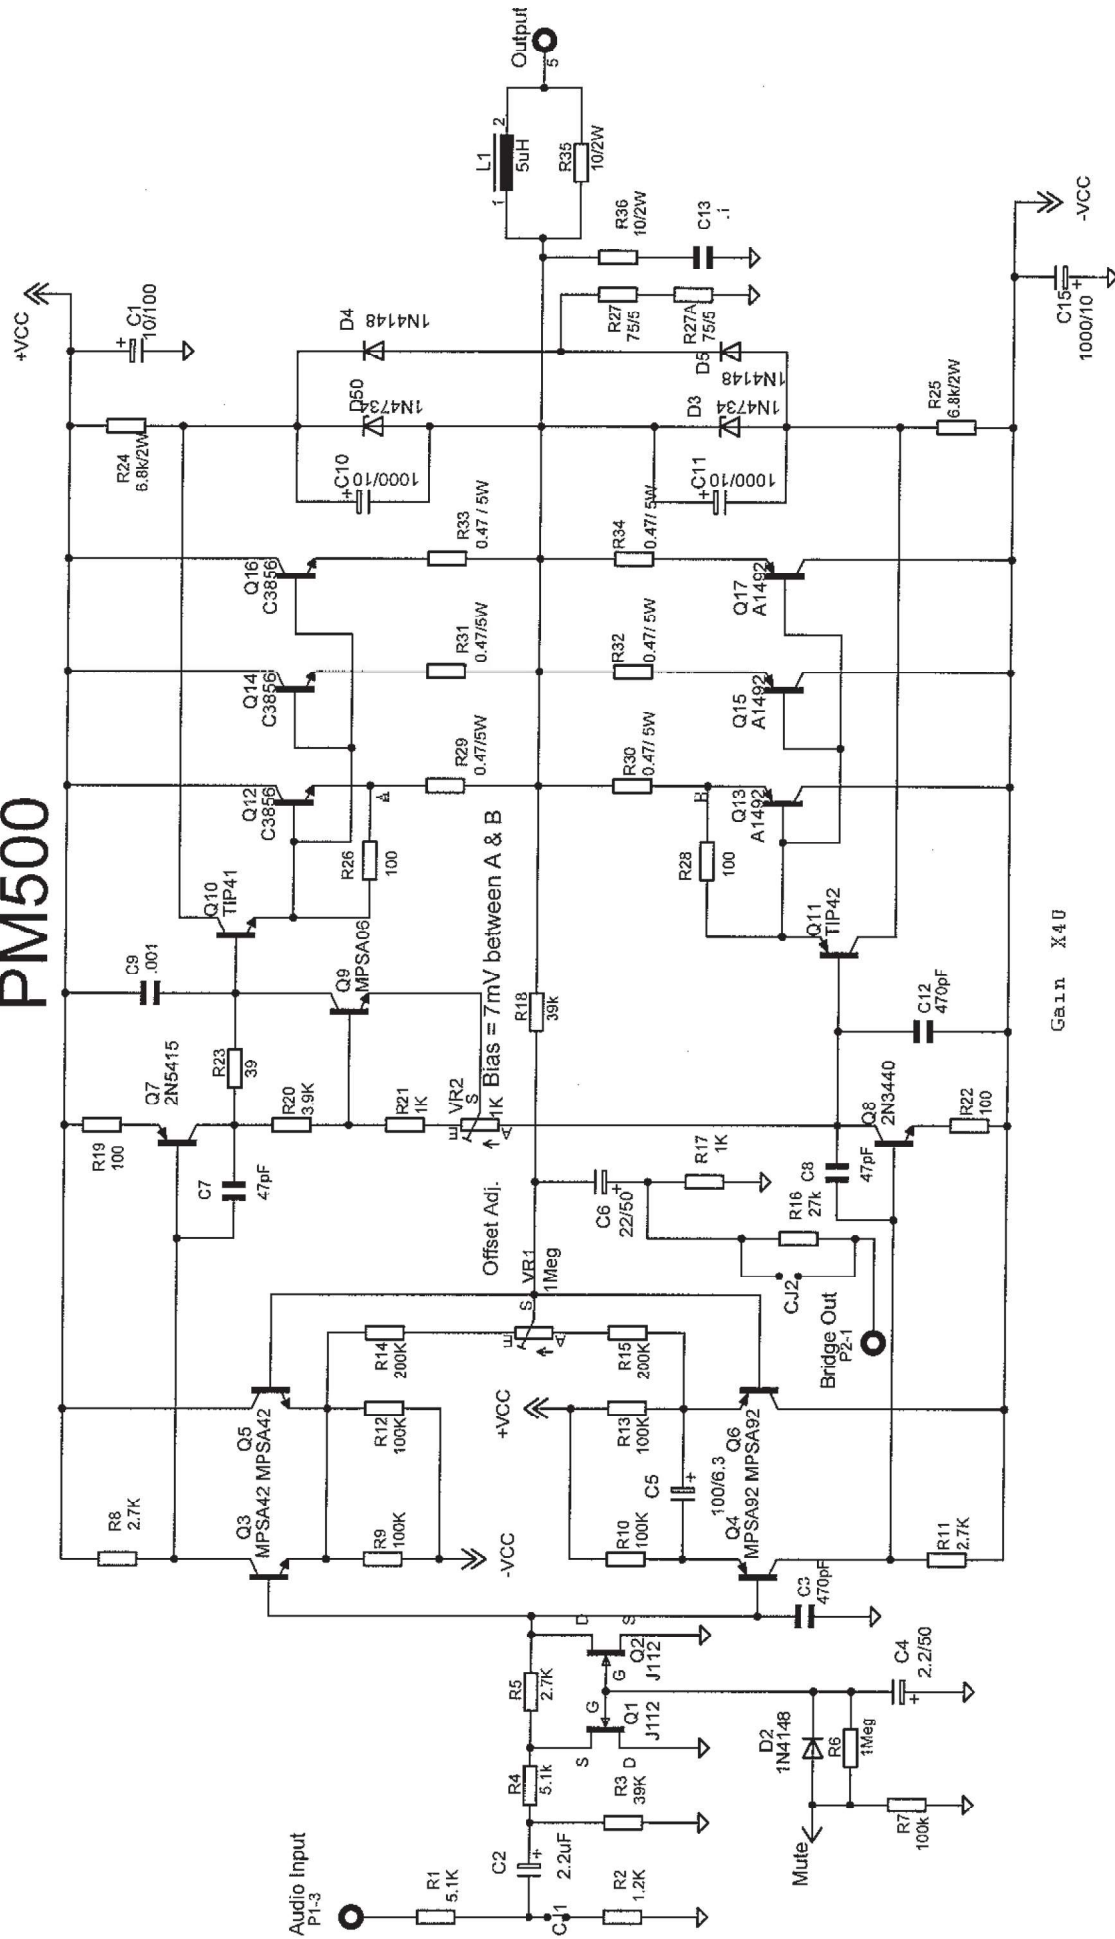 PM500
Audio Input
P1-3
R1
5.1K
CJ1
R2
1.2K
C2
+
2.2uF
R3
39K
R4
5.1k
R5
2.7K
S
D
G
Q1
J112
D
S
G
Q2
J112
Mute
R7
100k
R6
1Meg
D2
1N4148
C4
2.2/50
+
C3
470pF
R8
2.7K
Q3
MPSA42
Q5
MPSA42
R9
100K
R12
100K
-VCC
R14
200K
R15
200K
+VCC
R10
100K
R13
100K
C5
100/6.3
+
Q4
MPSA92
Q6
MPSA92
R11
2.7K
Offset Adj.
VR1
1Meg
S
E
A
C6
22/50
+
R17
1K
R16
27k
CJ2
Bridge Out
P2-1
C7
47pF
R19
100
Q7
2N5415
R23
39
R20
3.9K
R21
1K
VR2
1K
S
E
A
Bias = 7mV between A & B
R18
39k
C8
47pF
Q8
2N3440
R22
100
C12
470pF
C9
.001
Q9
MPSA06
Q10
TIP41
Q11
TIP42
R26
100
R28
100
A
B
Q12
C3856
Q14
C3856
Q16
C3856
R29
0.47/5W
R31
0.47/5W
R33
0.47 / 5W
R30
0.47/ 5W
R32
0.47/ 5W
R34
0.47/ 5W
Q13
A1492
Q15
A1492
Q17
A1492
R24
6.8k/2W
+VCC
C1
10/100
+
C10
1000/10
+
D50
1N4734
D4
1N4148
C11
1000/10
+
D3
1N4734
D5
1N4148
R27
75/5
R27A
75/5
R36
10/2W
C13
.i
R25
6.8k/2W
C15
1000/10
+
-VCC
L1
5uH
1
2
R35
10/2W
Output
5
Gain X40